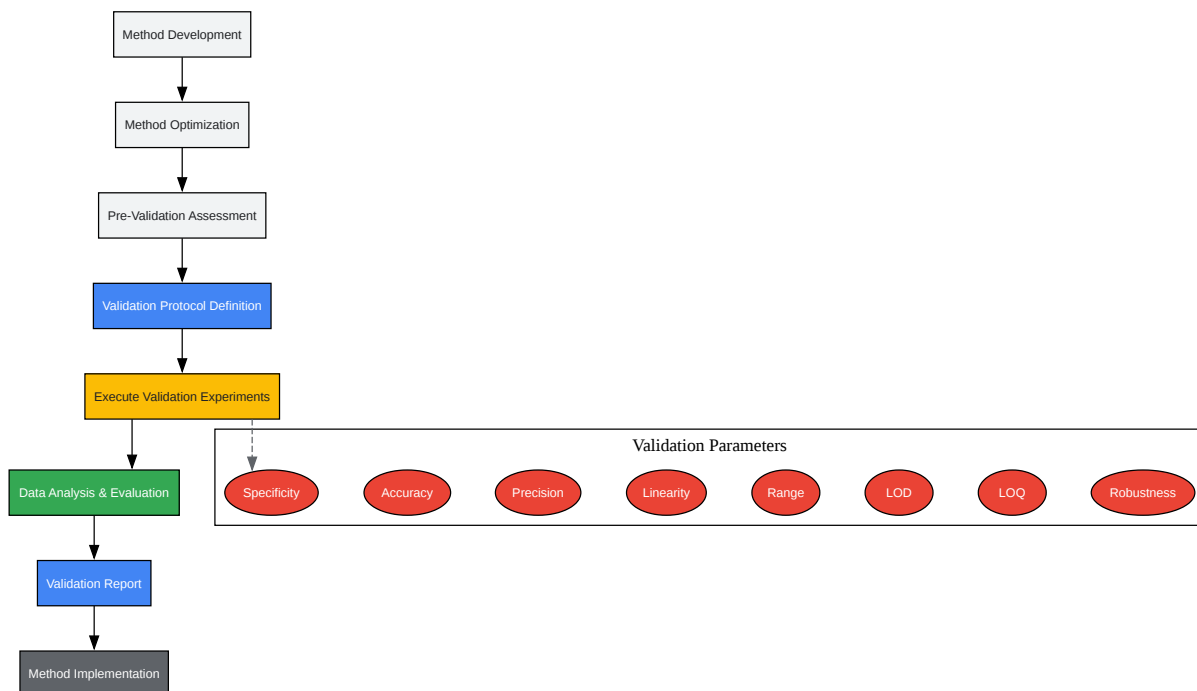 Method Development
Method Optimization
Pre-Validation Assessment
Validation Protocol Definition
Execute Validation Experiments
Validation Parameters
Data Analysis & Evaluation
Specificity
Accuracy
Precision
Linearity
Range
LOD
LOQ
Robustness
Validation Report
Method Implementation